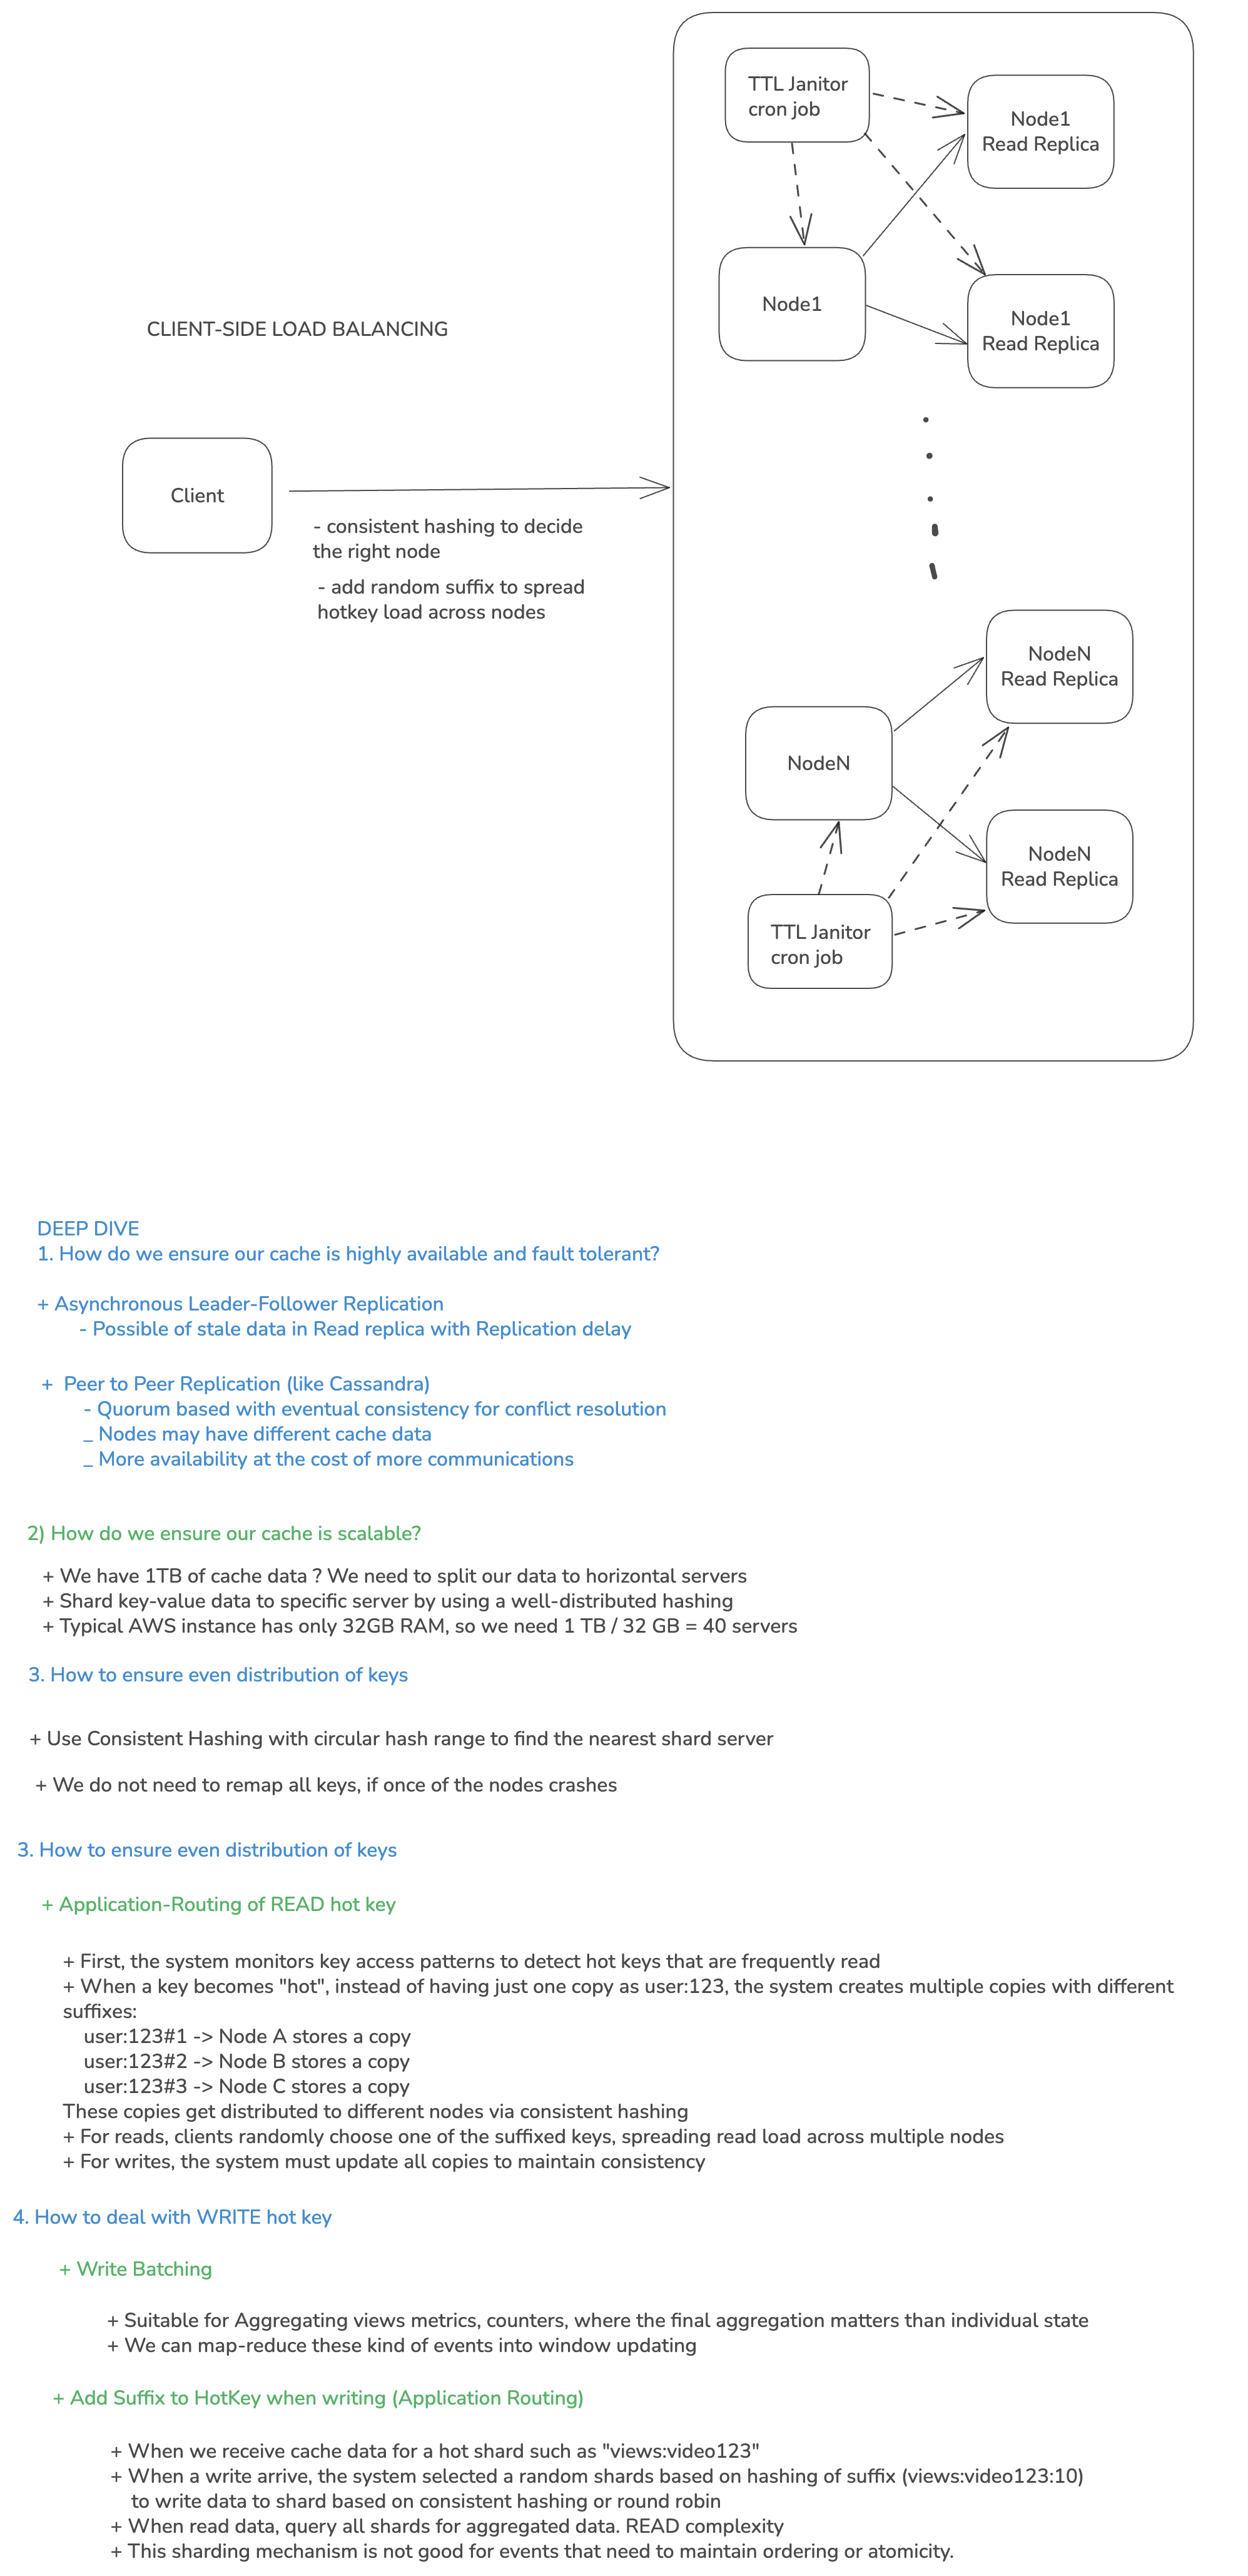 TTL Janitor
cron job
Node1
Read Replica
Node1
Node1
Read Replica
CLIENT-SIDE LOAD BALANCING
Client
- consistent hashing to decide
the right node
- add random suffix to spread
hotkey load across nodes
NodeN
Read Replica
NodeN
NodeN
Read Replica
TTL Janitor
cron job
DEEP DIVE
1. How do we ensure our cache is highly available and fault tolerant?
+ Asynchronous Leader-Follower Replication
- Possible of stale data in Read replica with Replication delay
+ Peer to Peer Replication (like Cassandra)
- Quorum based with eventual consistency for conflict resolution
_ Nodes may have different cache data
_ More availability at the cost of more communications
2) How do we ensure our cache is scalable?
+ We have 1TB of cache data ? We need to split our data to horizontal servers
+ Shard key-value data to specific server by using a well-distributed hashing
+ Typical AWS instance has only 32GB RAM, so we need 1 TB / 32 GB = 40 servers
3. How to ensure even distribution of keys
+ Use Consistent Hashing with circular hash range to find the nearest shard server
+ We do not need to remap all keys, if once of the nodes crashes
3. How to ensure even distribution of keys
+ Application-Routing of READ hot key
+ First, the system monitors key access patterns to detect hot keys that are frequently read
+ When a key becomes "hot", instead of having just one copy as user:123, the system creates multiple copies with different
suffixes:
user:123#1 -> Node A stores a copy
user:123#2 -> Node B stores a copy
user:123#3 -> Node C stores a copy
These copies get distributed to different nodes via consistent hashing
+ For reads, clients randomly choose one of the suffixed keys, spreading read load across multiple nodes
+ For writes, the system must update all copies to maintain consistency
4. How to deal with WRITE hot key
+ Write Batching
+ Suitable for Aggregating views metrics, counters, where the final aggregation matters than individual state
+ We can map-reduce these kind of events into window updating
+ Add Suffix to HotKey when writing (Application Routing)
+ When we receive cache data for a hot shard such as "views:video123"
+ When a write arrive, the system selected a random shards based on hashing of suffix (views:video123:10)
to write data to shard based on consistent hashing or round robin
+ When read data, query all shards for aggregated data. READ complexity
+ This sharding mechanism is not good for events that need to maintain ordering or atomicity.